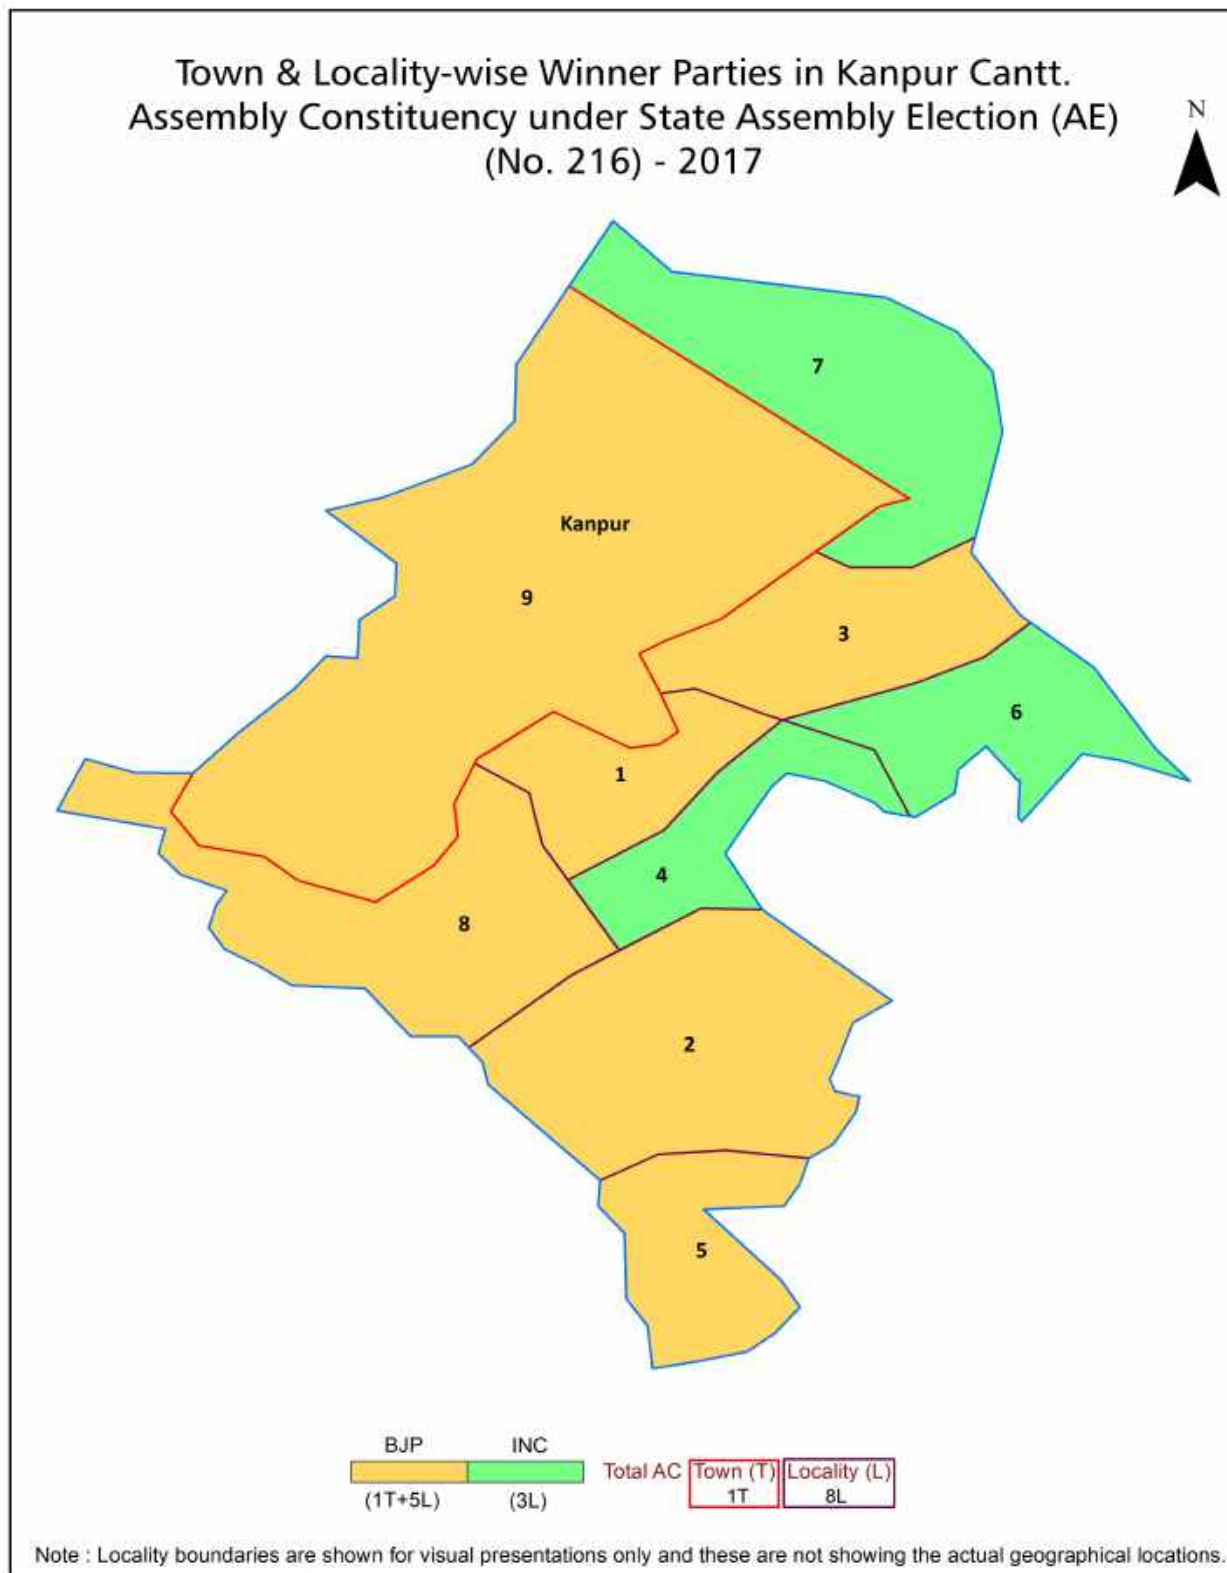 Town & Locality-wise Winner Parties in Kanpur Cantt.
Assembly Constituency under State Assembly Election (AE)
(No. 216) - 2017
N
7
Kanpur
9
3
6
1
4
8
2
5
BJP INC
Total AC Town (T) Locality (L)
1T 8L
(1T+5L) (3L)
Note : Locality boundaries are shown for visual presentations only and these are not showing the actual geographical locations.